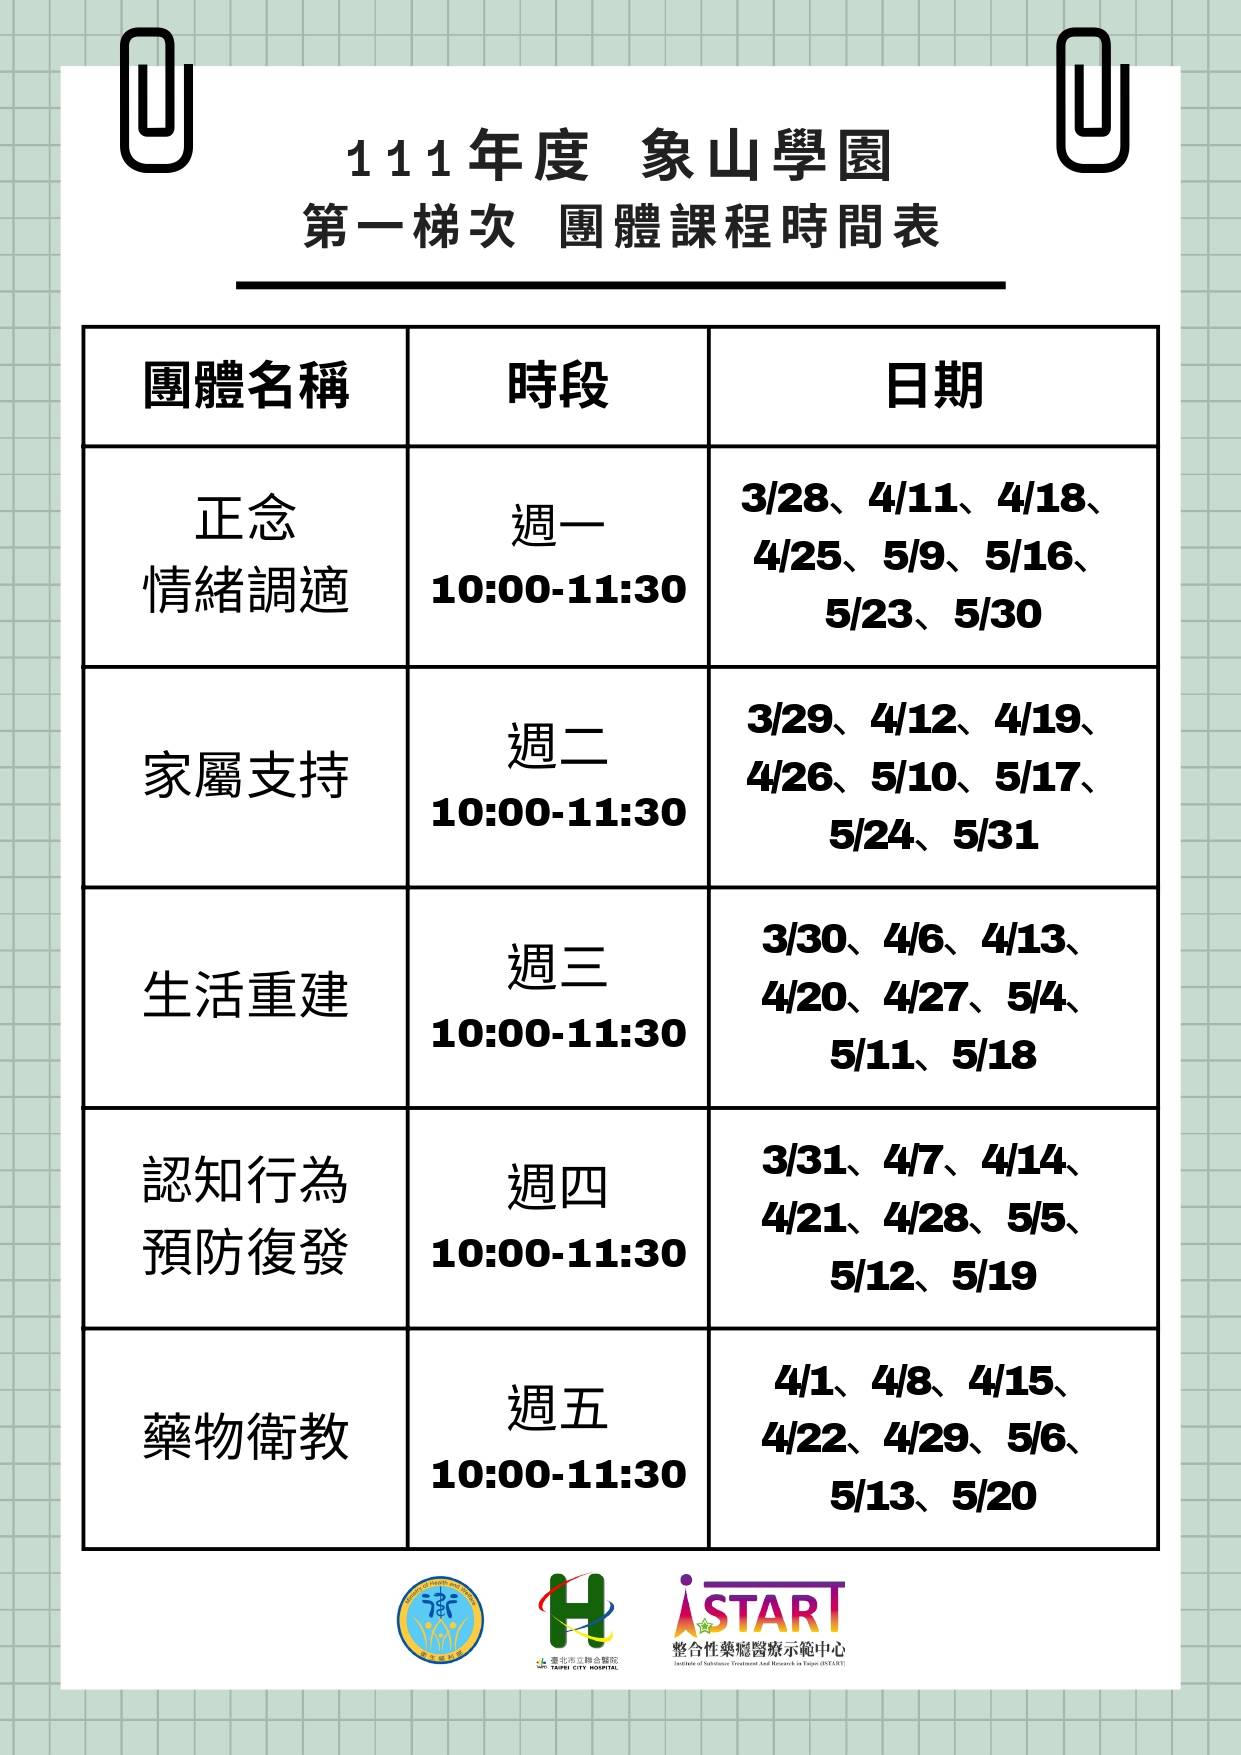 111年度 象山學園
第一梯次 團體課程時間表
團體名稱 時段 日期
正念
情緒調適
週一
10:00-11:30
3/28、4/11、4/18、
4/25、5/9、5/16、
5/23、5/30
家屬支持
週二
10:00-11:30
3/29、4/12、4/19、
4/26、5/10、5/17、
5/24、5/31
生活重建
週三
10:00-11:30
3/30、4/6、4/13、
4/20、4/27、5/4、
5/11、5/18
認知行為
預防復發
週四
10:00-11:30
3/31、4/7、4/14、
4/21、4/28、5/5、
5/12、5/19
藥物衛教
週五
10:00-11:30
4/1、4/8、4/15、
4/22、4/29、5/6、
5/13、5/20
Ministry of Health and Welfare
衛生福利部
臺北市立聯合醫院
TAIPEI CITY HOSPITAL
iSTART
整合性藥癮醫療示範中心
Institute of Substance Treatment And Research in Taipei (ISTART)